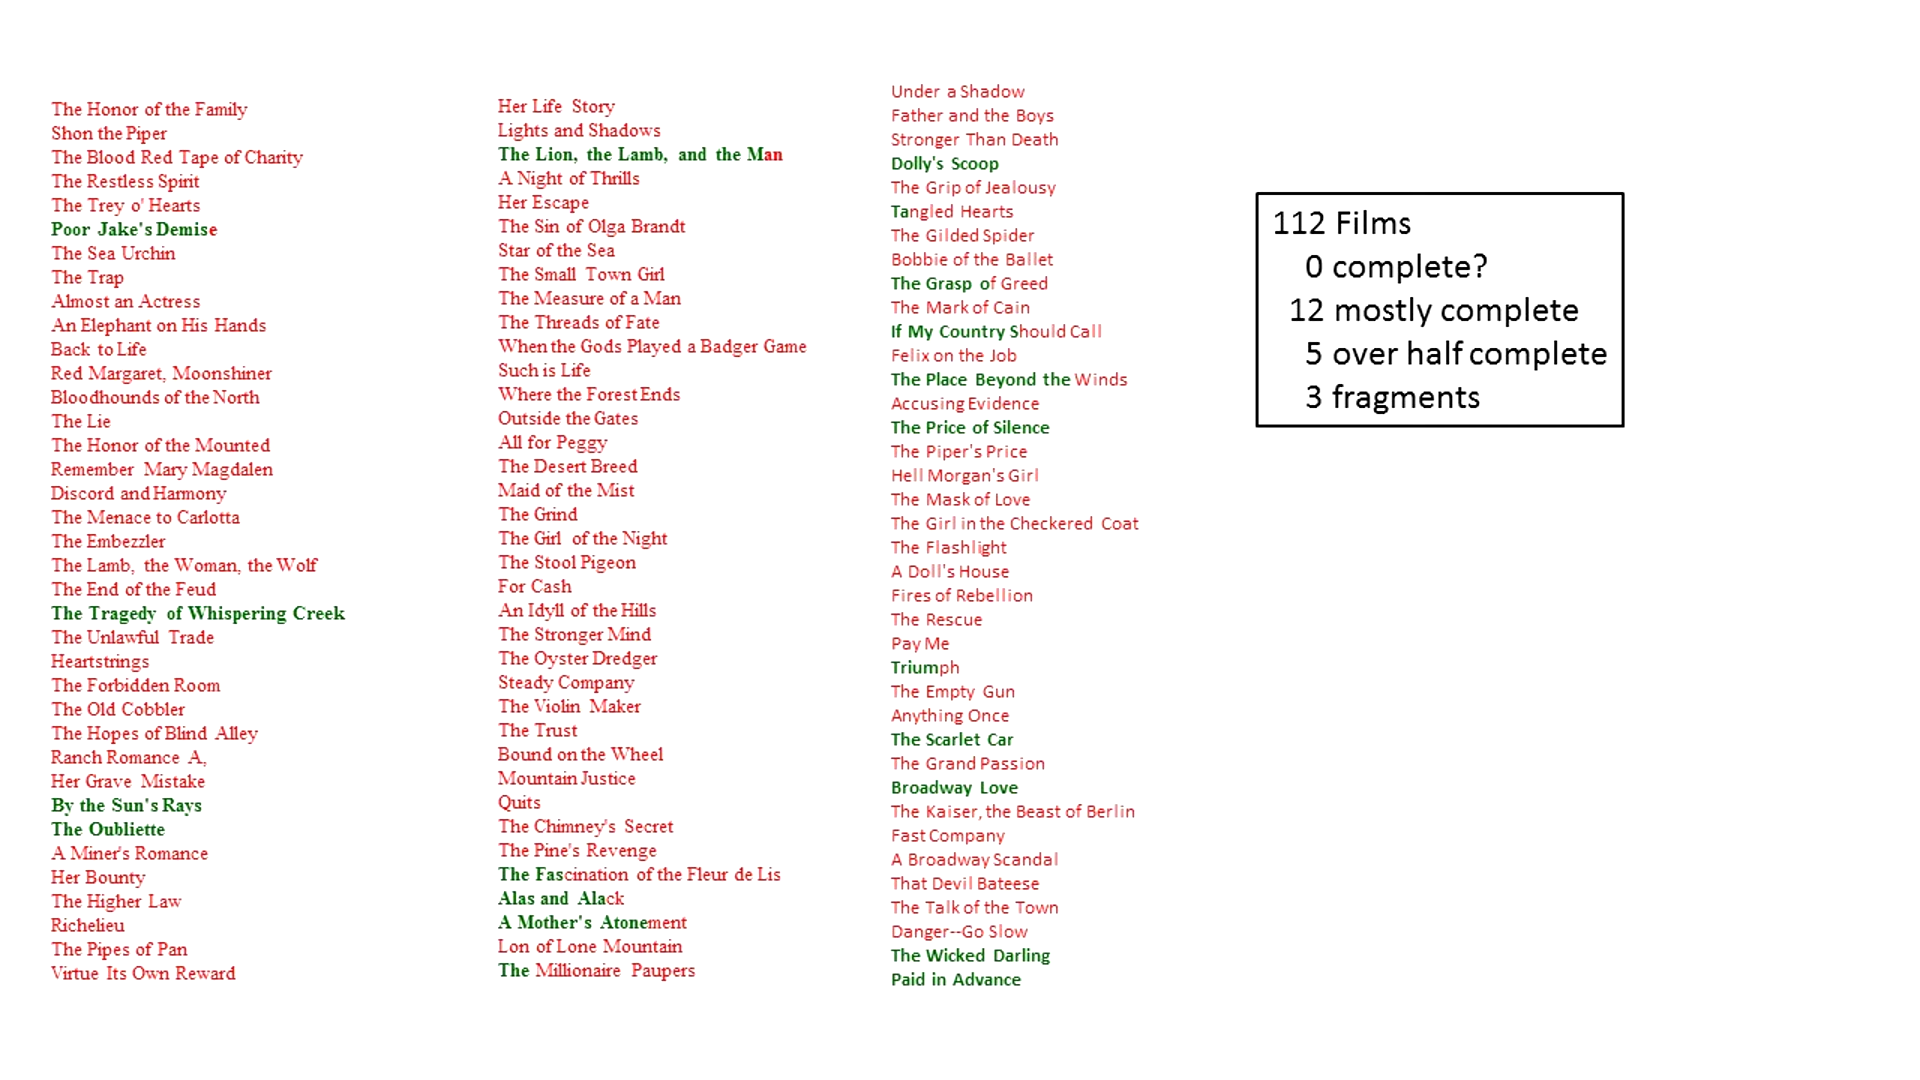 The Honor of the Family
Shon the Piper
The Blood Red Tape of Charity
The Restless Spirit
The Trey o' Hearts
Poor Jake's Demise
The Sea Urchin
The Trap
Almost an Actress
An Elephant on His Hands
Back to Life
Red Margaret, Moonshiner
Bloodhounds of the North
The Lie
The Honor of the Mounted
Remember Mary Magdalen
Discord and Harmony
The Menace to Carlotta
The Embezzler
The Lamb, the Woman, the Wolf
The End of the Feud
The Tragedy of Whispering Creek
The Unlawful Trade
Heartstrings
The Forbidden Room
The Old Cobbler
The Hopes of Blind Alley
Ranch Romance A,
Her Grave Mistake
By the Sun's Rays
The Oubliette
A Miner's Romance
Her Bounty
The Higher Law
Richelieu
The Pipes of Pan
Virtue Its Own Reward
Her Life Story
Lights and Shadows
The Lion, the Lamb, and the Man
A Night of Thrills
Her Escape
The Sin of Olga Brandt
Star of the Sea
The Small Town Girl
The Measure of a Man
The Threads of Fate
When the Gods Played a Badger Game
Such is Life
Where the Forest Ends
Outside the Gates
All for Peggy
The Desert Breed
Maid of the Mist
The Grind
The Girl of the Night
The Stool Pigeon
For Cash
An Idyll of the Hills
The Stronger Mind
The Oyster Dredger
Steady Company
The Violin Maker
The Trust
Bound on the Wheel
Mountain Justice
Quits
The Chimney's Secret
The Pine's Revenge
The Fascination of the Fleur de Lis
Alas and Alack
A Mother's Atonement
Lon of Lone Mountain
The Millionaire Paupers
Under a Shadow
Father and the Boys
Stronger Than Death
Dolly's Scoop
The Grip of Jealousy
Tangled Hearts
The Gilded Spider
Bobbie of the Ballet
The Grasp of Greed
The Mark of Cain
If My Country Should Call
Felix on the Job
The Place Beyond the Winds
Accusing Evidence
The Price of Silence
The Piper's Price
Hell Morgan's Girl
The Mask of Love
The Girl in the Checkered Coat
The Flashlight
A Doll's House
Fires of Rebellion
The Rescue
Pay Me
Triumph
The Empty Gun
Anything Once
The Scarlet Car
The Grand Passion
Broadway Love
The Kaiser, the Beast of Berlin
Fast Company
A Broadway Scandal
That Devil Bateese
The Talk of the Town
Danger--Go Slow
The Wicked Darling
Paid in Advance
112 Films
0 complete?
12 mostly complete
5 over half complete
3 fragments